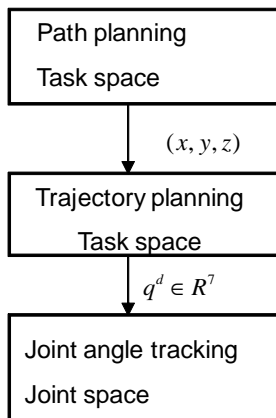 Path planning
Task space
(x, y, z)
Trajectory planning
Task space
q^d ∈ R^7
Joint angle tracking
Joint space